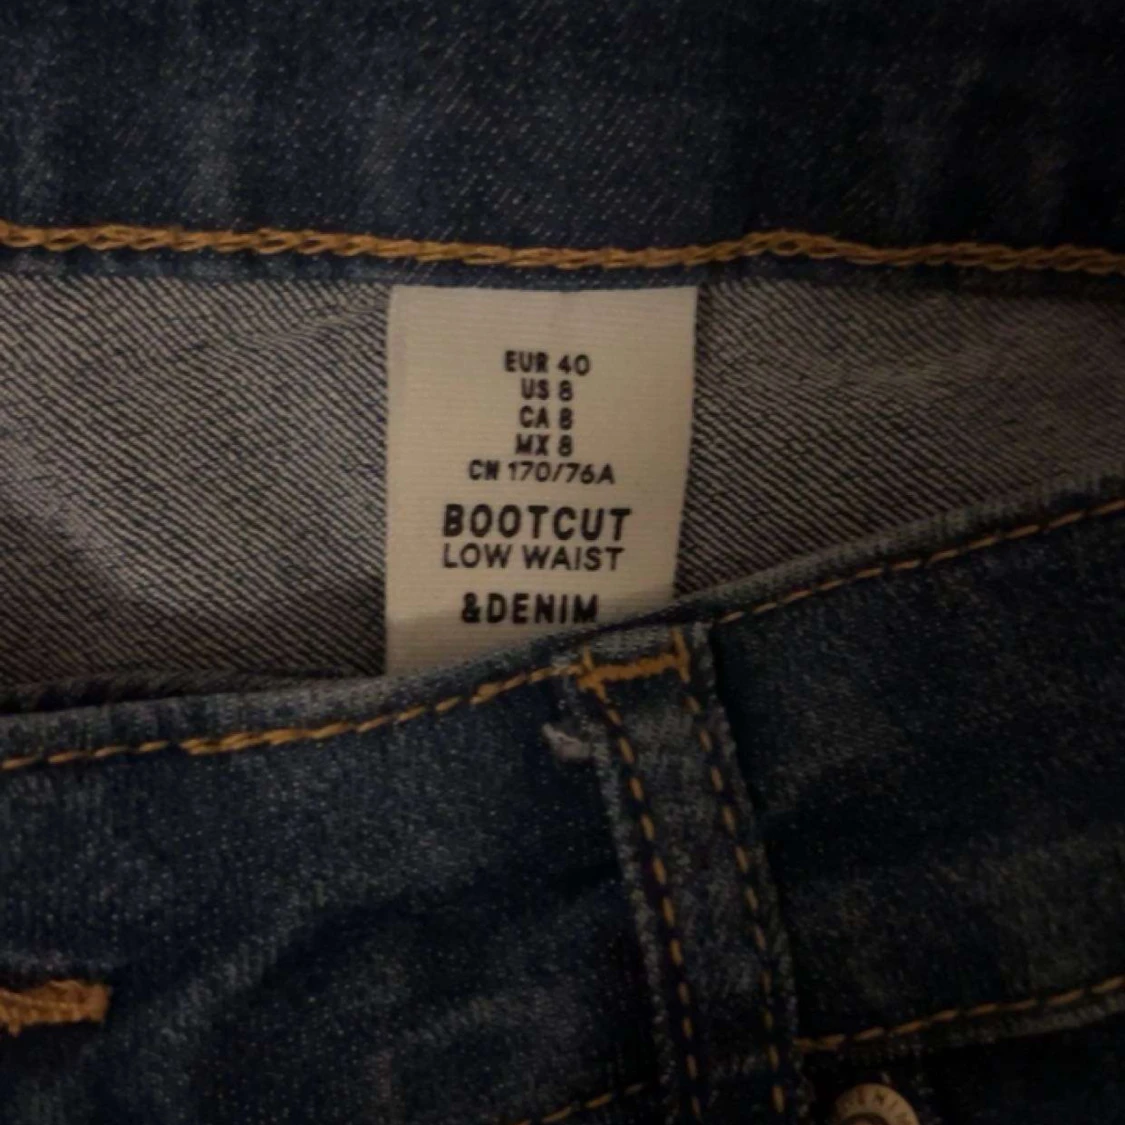 EUR 40
US 8
CA 8
MX 8
CN 170/76A
BOOTCUT
LOW WAIST
&DENIM